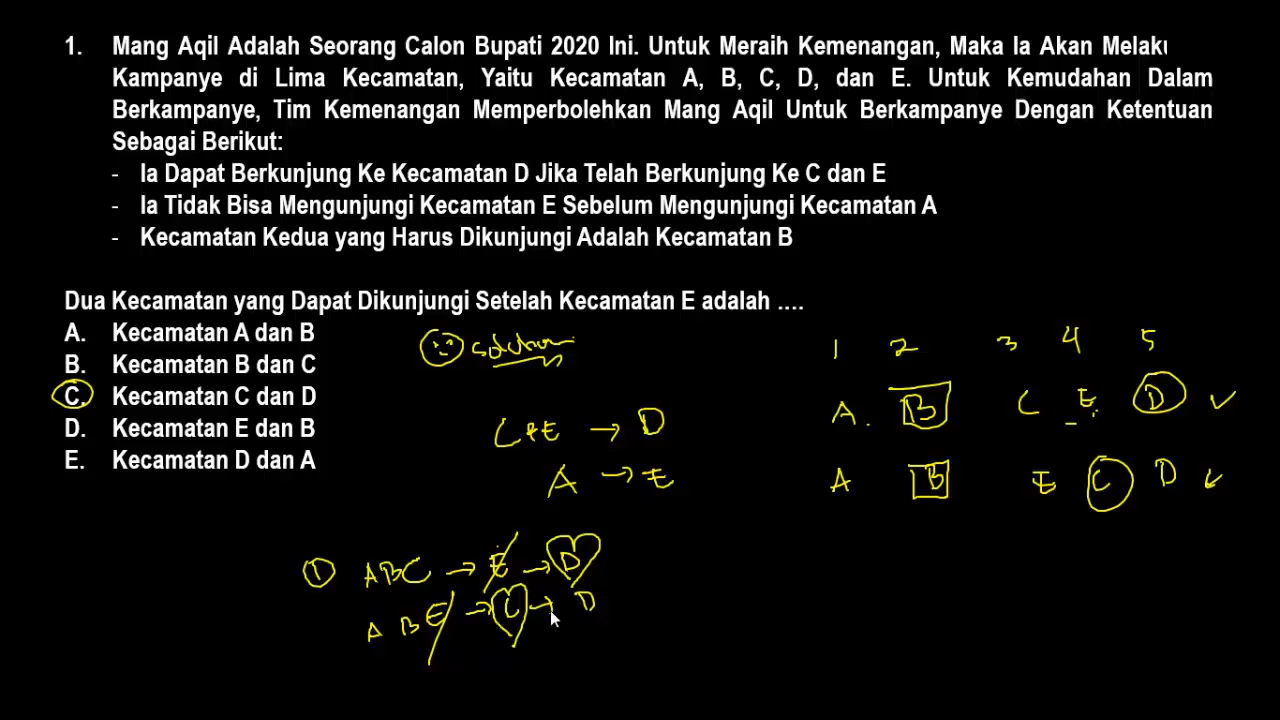 1. Mang Aqil Adalah Seorang Calon Bupati 2020 Ini. Untuk Meraih Kemenangan, Maka Ia Akan Melaku
Kampanye di Lima Kecamatan, Yaitu Kecamatan A, B, C, D, dan E. Untuk Kemudahan Dalam
Berkampanye, Tim Kemenangan Memperbolehkan Mang Aqil Untuk Berkampanye Dengan Ketentuan
Sebagai Berikut:
- Ia Dapat Berkunjung Ke Kecamatan D Jika Telah Berkunjung Ke C dan E
- Ia Tidak Bisa Mengunjungi Kecamatan E Sebelum Mengunjungi Kecamatan A
- Kecamatan Kedua yang Harus Dikunjungi Adalah Kecamatan B
Dua Kecamatan yang Dapat Dikunjungi Setelah Kecamatan E adalah ....
A. Kecamatan A dan B
B. Kecamatan B dan C
C. Kecamatan C dan D
D. Kecamatan E dan B
E. Kecamatan D dan A
solution
C & E → D
A → E
1 2 3 4 5
A. B C E D
A B E C D
1 ABC → E → D
A B E → C → D